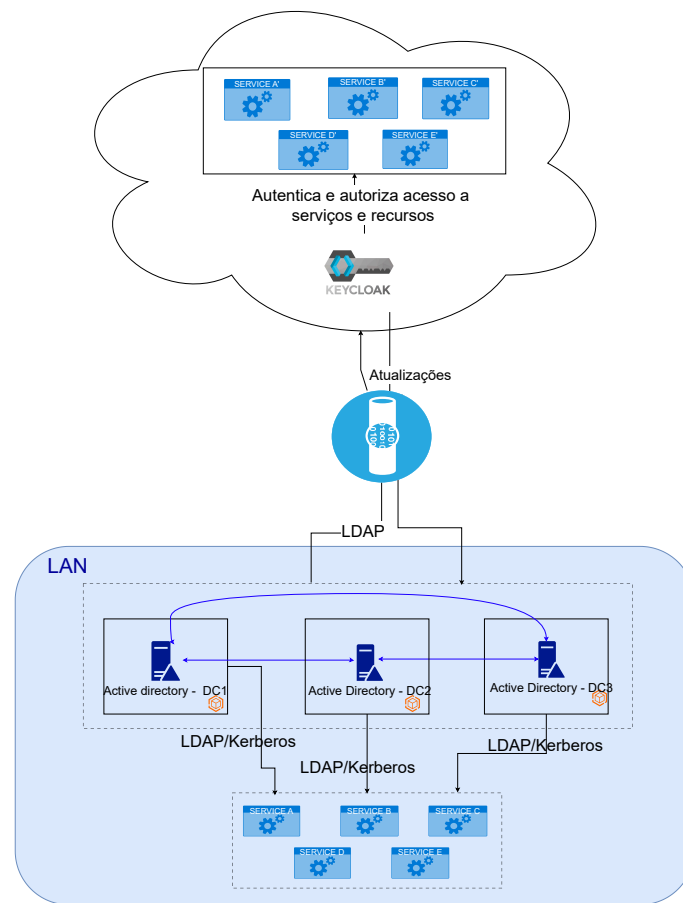 SERVICE A'
SERVICE B'
SERVICE C'
SERVICE D'
SERVICE E'
Autentica e autoriza acesso a
serviços e recursos
KEYCLOAK
Atualizações
LDAP
LAN
Active directory - DC1
Active Directory - DC2
Active Directory - DC3
LDAP/Kerberos
LDAP/Kerberos
LDAP/Kerberos
SERVICE A
SERVICE B
SERVICE C
SERVICE D
SERVICE E